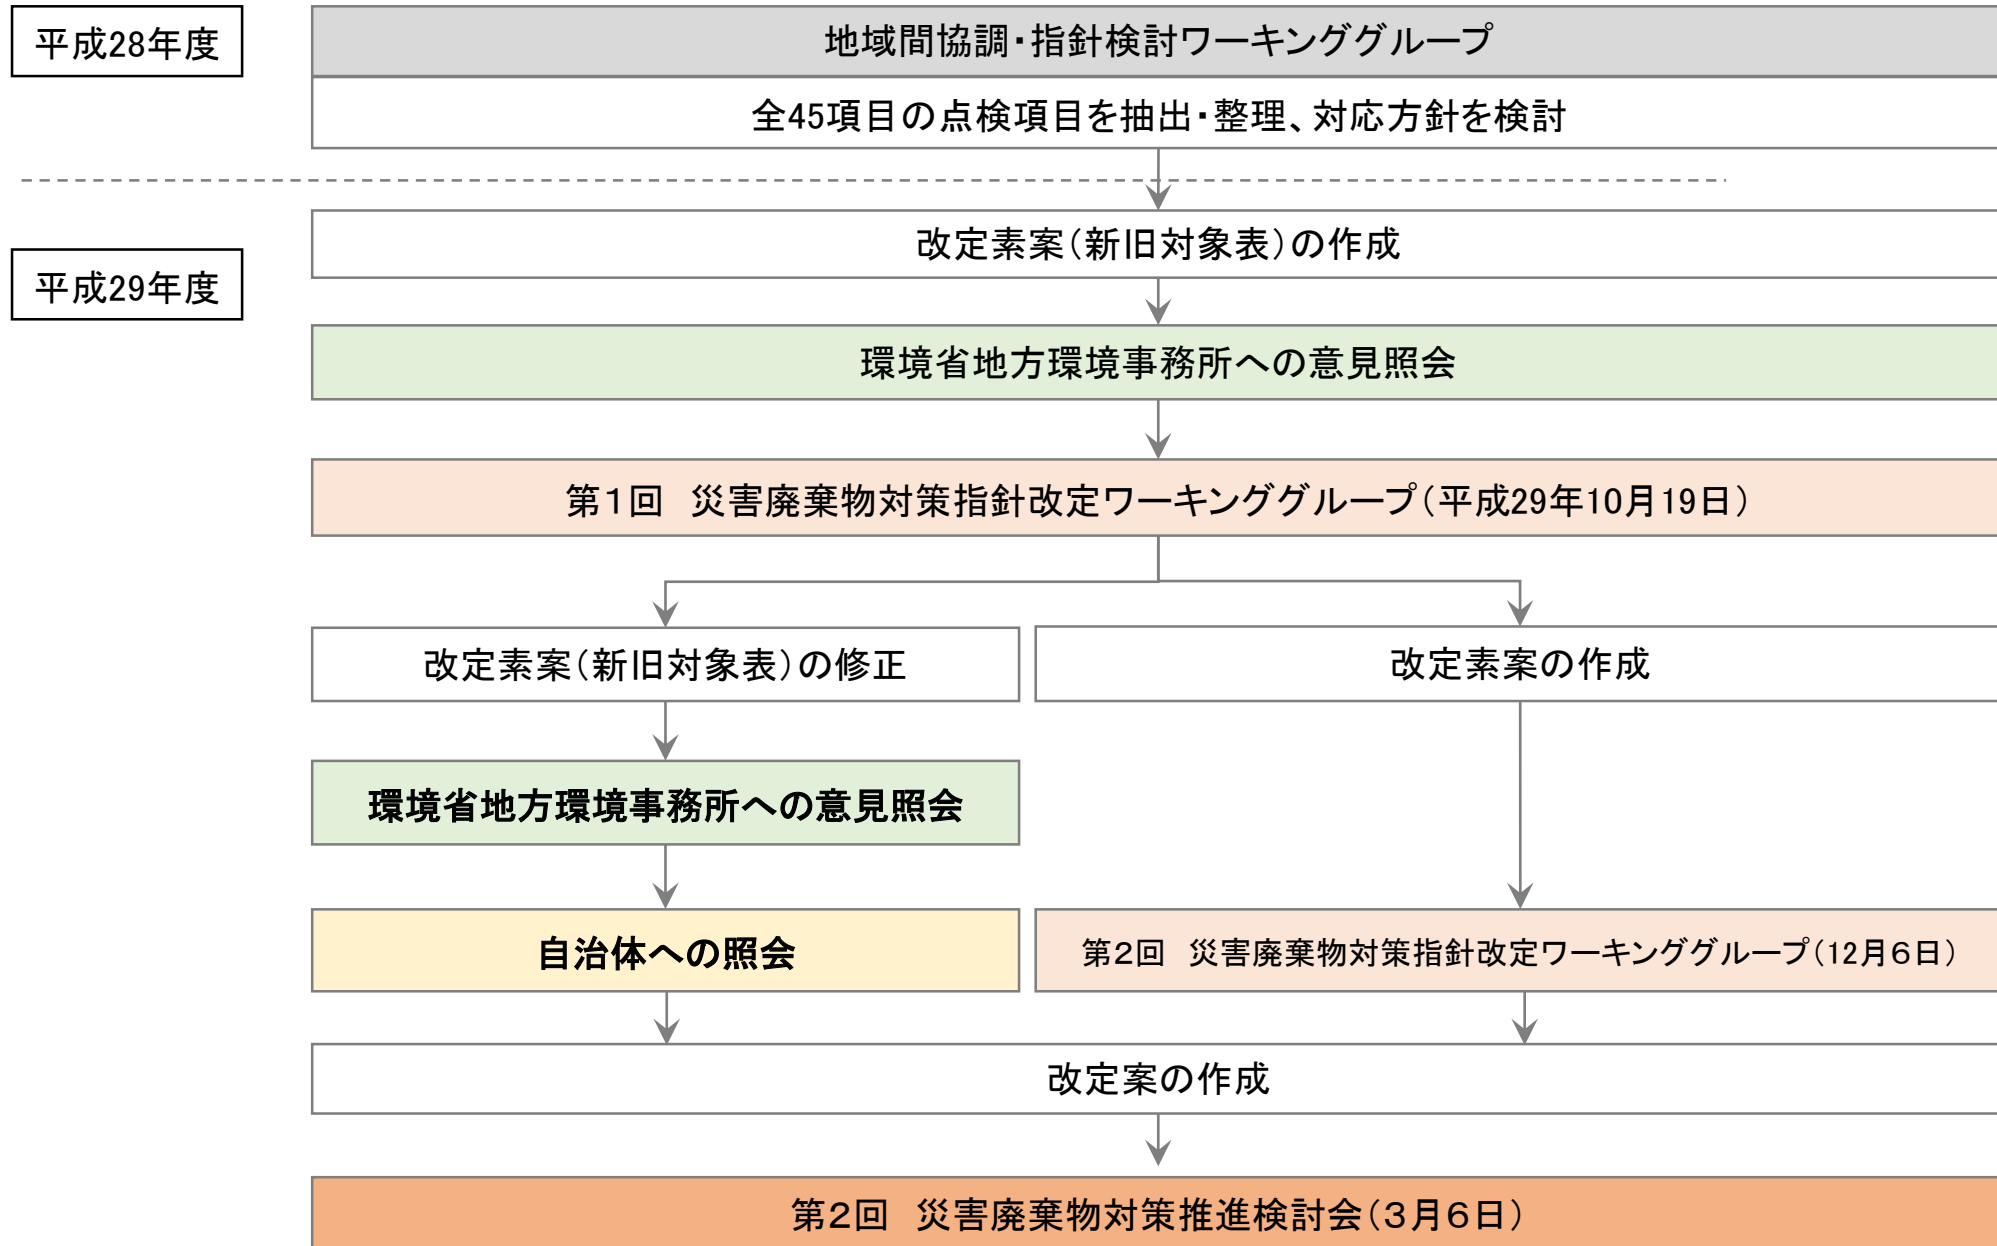 平成28年度
地域間協調・指針検討ワーキンググループ
全45項目の点検項目を抽出・整理、対応方針を検討
平成29年度
改定素案（新旧対象表）の作成
環境省地方環境事務所への意見照会
第１回　災害廃棄物対策指針改定ワーキンググループ（平成29年10月19日）
改定素案（新旧対象表）の修正
改定素案の作成
環境省地方環境事務所への意見照会
自治体への照会
第２回　災害廃棄物対策指針改定ワーキンググループ（12月６日）
改定案の作成
第２回　災害廃棄物対策推進検討会（３月６日）